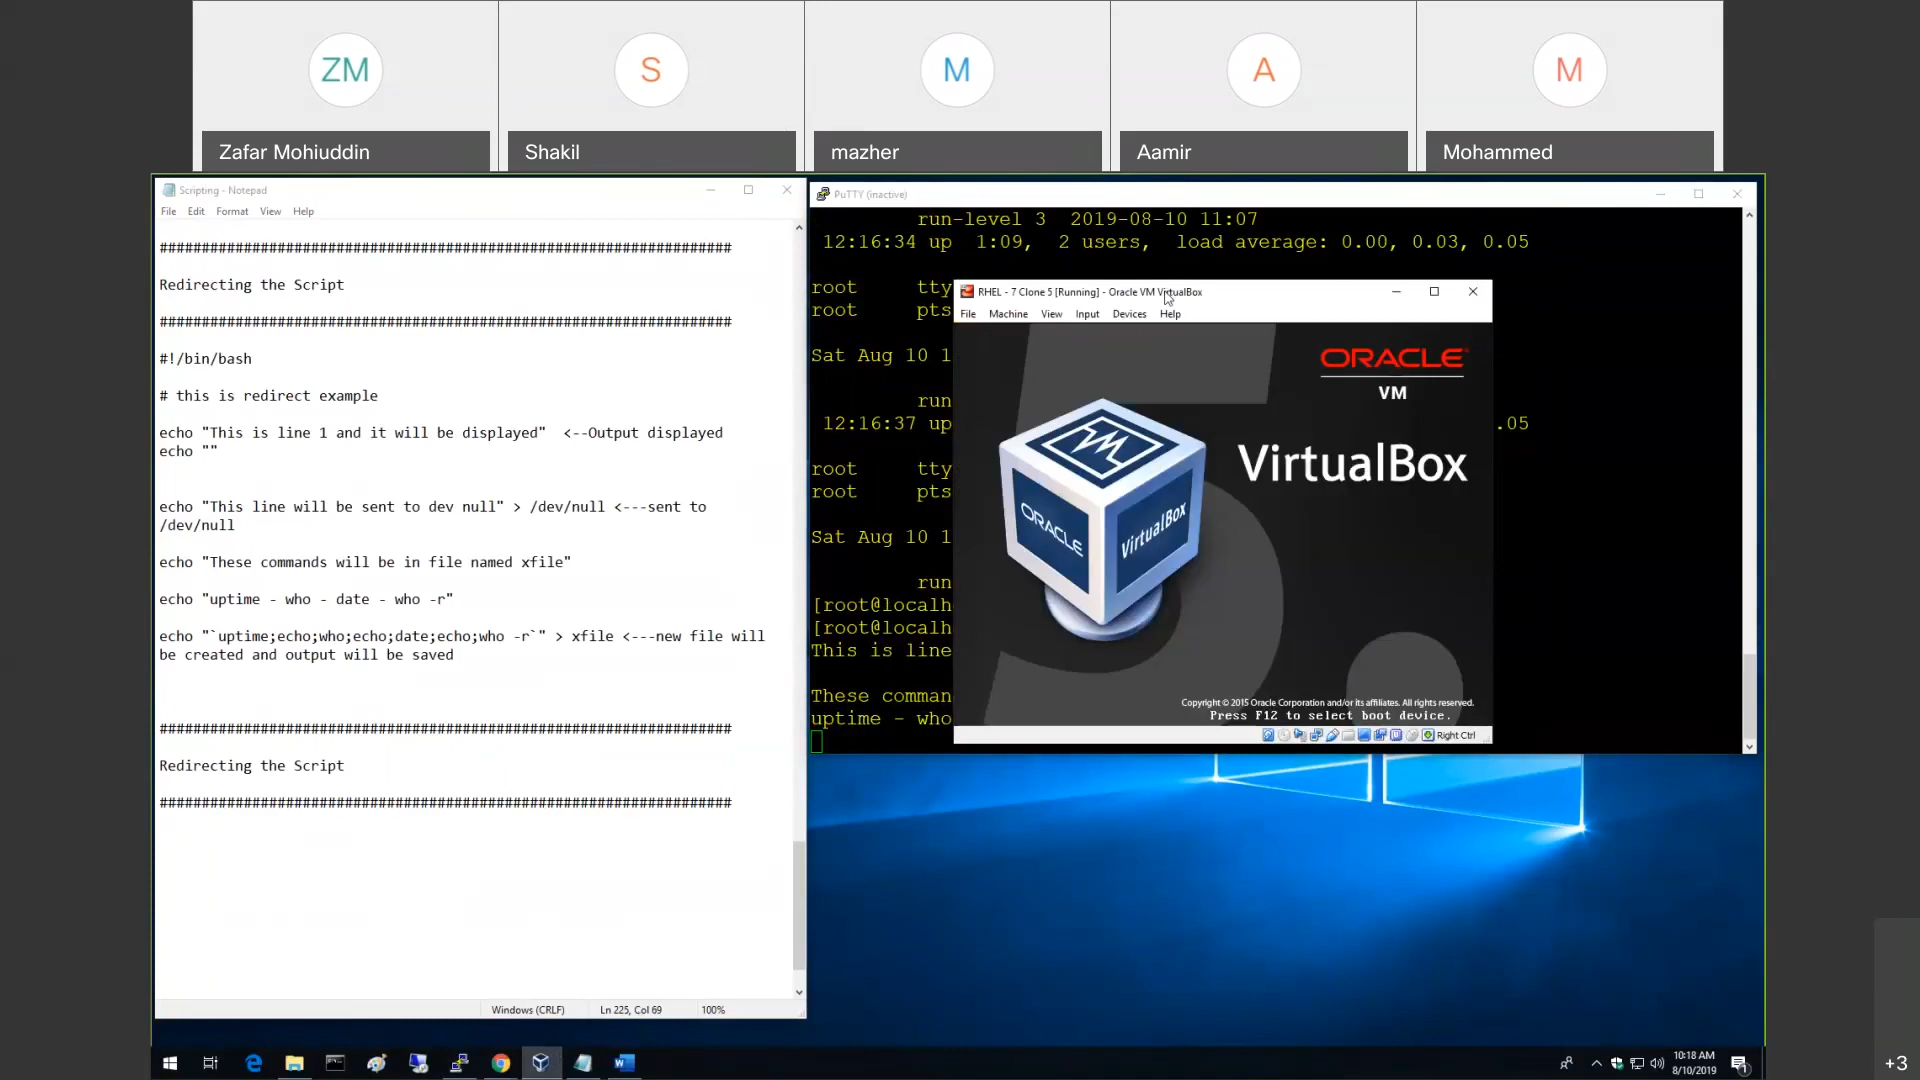 ZM
S
M
A
M
Zafar Mohiuddin
Shakil
mazher
Aamir
Mohammed
Scripting - Notepad
File Edit Format View Help
####################################################################
Redirecting the Script
####################################################################
#!/bin/bash
# this is redirect example
echo "This is line 1 and it will be displayed"  <--Output displayed
echo ""
echo "This line will be sent to dev null" > /dev/null <---sent to
/dev/null
echo "These commands will be in file named xfile"
echo "uptime - who - date - who -r"
echo "`uptime;echo;who;echo;date;echo;who -r`" > xfile <---new file will
be created and output will be saved
####################################################################
Redirecting the Script
####################################################################
Windows (CRLF) Ln 225, Col 69 100%
PuTTY (inactive)
run-level 3  2019-08-10 11:07
12:16:34 up  1:09,  2 users,  load average: 0.00, 0.03, 0.05
root tty
root pts
Sat Aug 10 1
run
12:16:37 up .05
root tty
root pts
Sat Aug 10 1
run
[root@localh
[root@localh
This is line
These comman
uptime - who
RHEL - 7 Clone 5 [Running] - Oracle VM VirtualBox
File Machine View Input Devices Help
ORACLE
VM
VirtualBox
ORACLE
VirtualBox
5.
Copyright © 2015 Oracle Corporation and/or its affiliates. All rights reserved.
Press F12 to select boot device.
Right Ctrl
10:18 AM
8/10/2019
1
+3